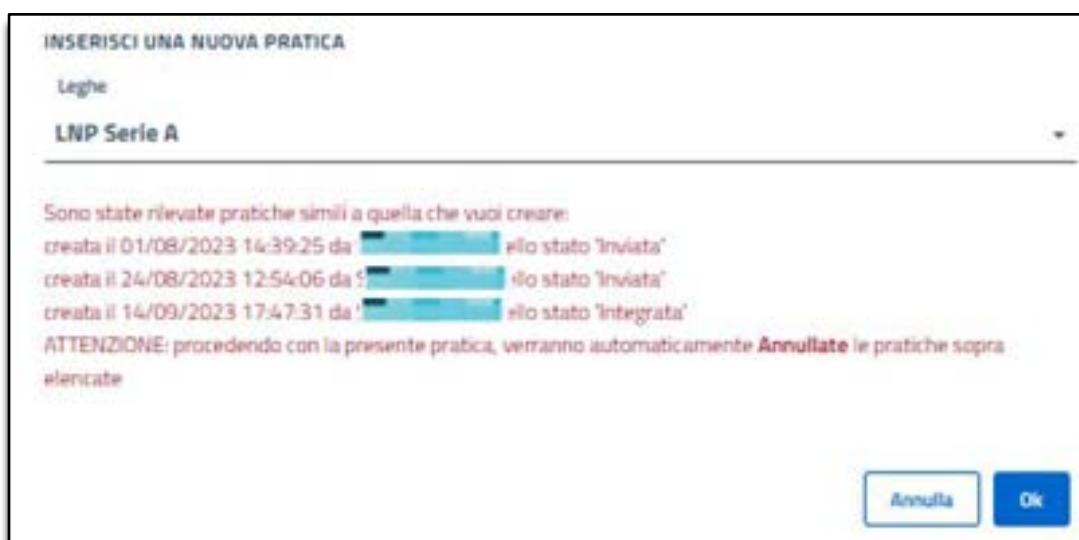 INSERISCI UNA NUOVA PRATICA
Leghe
LNP Serie A
Sono state rilevate pratiche simili a quella che vuoi creare:
creata il 01/08/2023 14:39:25 da ello stato "Inviata"
creata il 24/08/2023 12:54:06 da ello stato "Inviata"
creata il 14/09/2023 17:47:31 da ello stato "Integrata"
ATTENZIONE: procedendo con la presente pratica, verranno automaticamente Annullate le pratiche sopra
elencate
Annulla
Ok